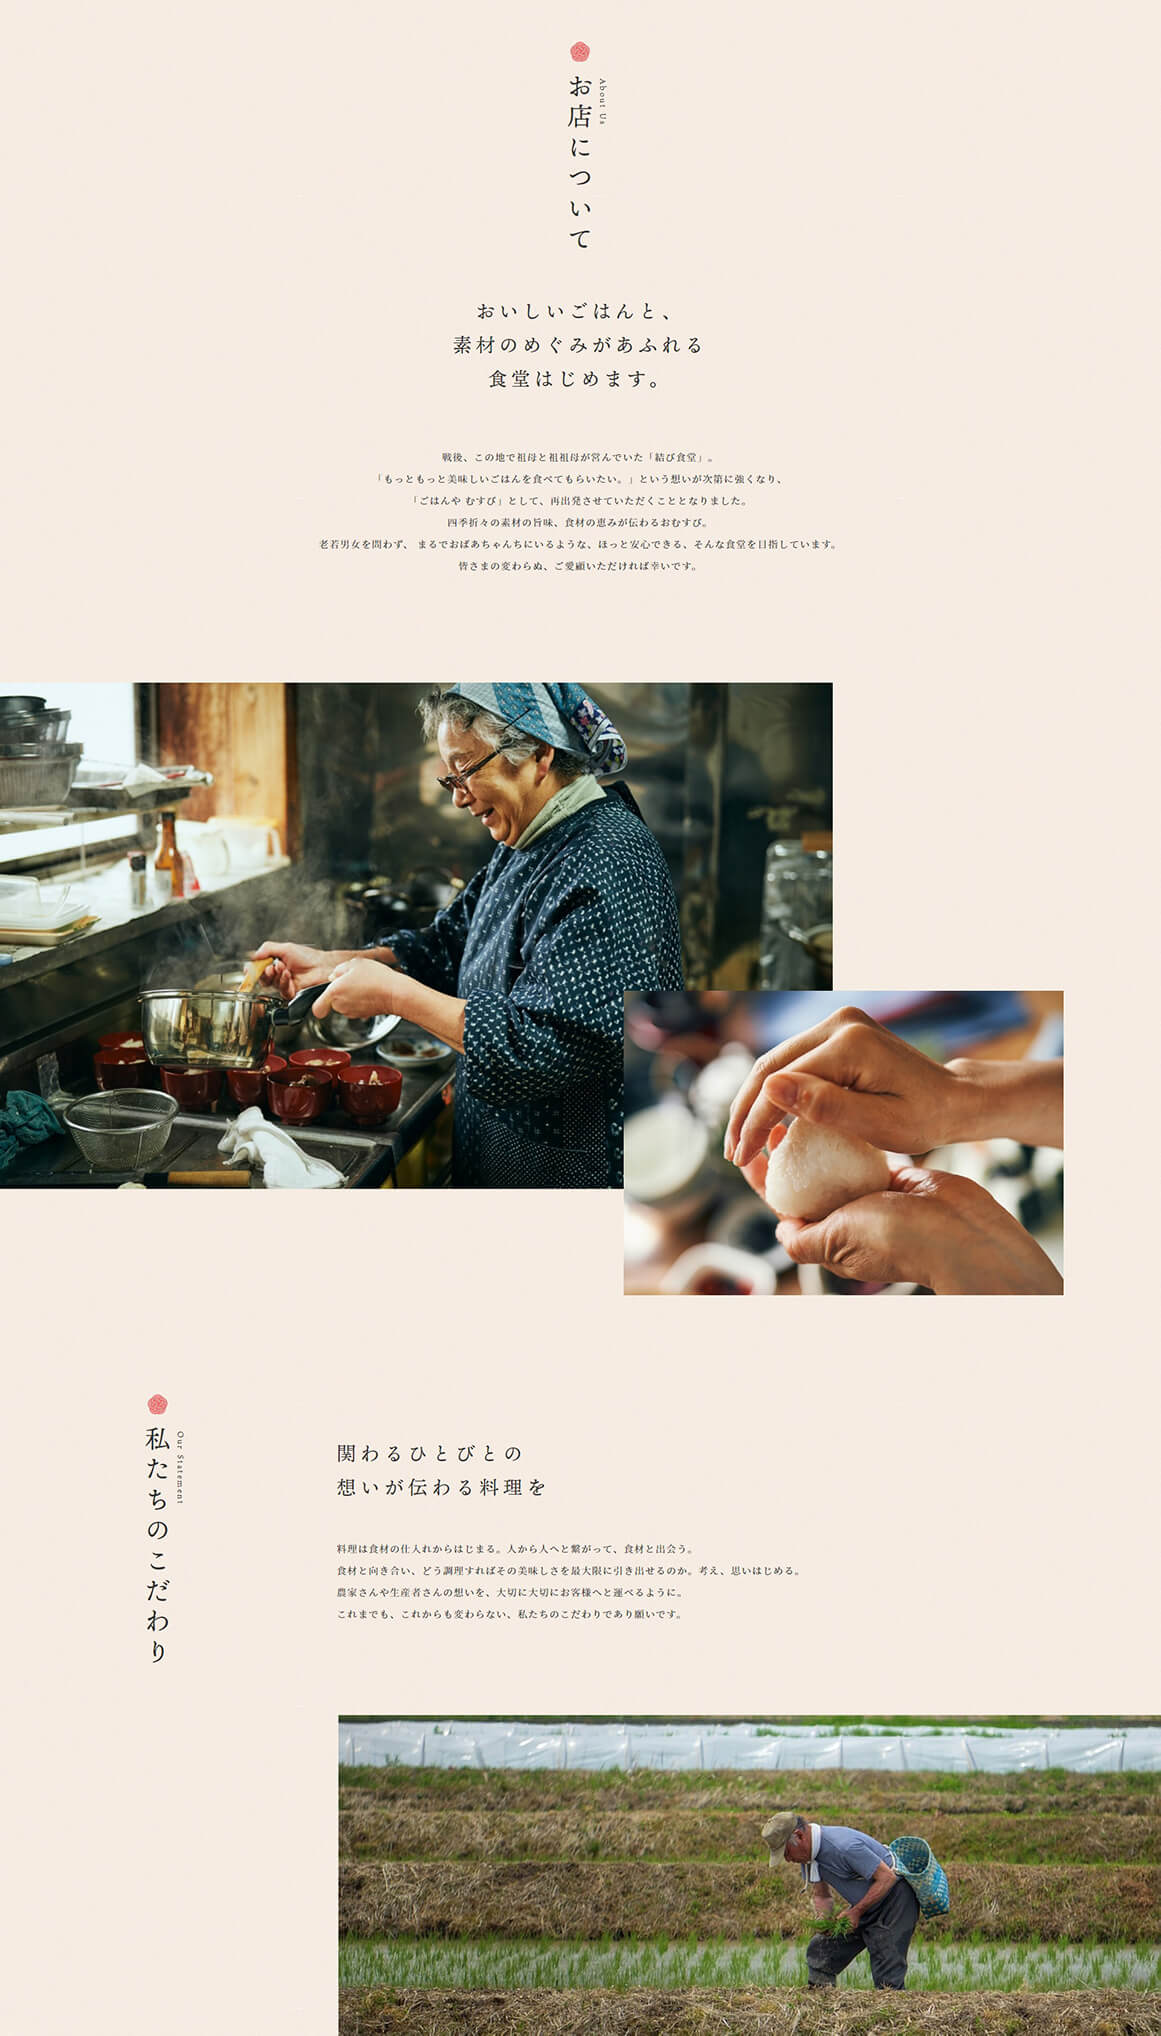 お店について
About Us
おいしいごはんと、
素材のめぐみがあふれる
食堂はじめます。
戦後、この地で祖母と祖祖母が営んでいた「結び食堂」。
「もっともっと美味しいごはんを食べてもらいたい。」という想いが次第に強くなり、
「ごはんや むすび」として、再出発させていただくこととなりました。
四季折々の素材の旨味、食材の恵みが伝わるおむすび。
老若男女を問わず、 まるでおばあちゃんちにいるような、ほっと安心できる、そんな食堂を目指しています。
皆さまの変わらぬ、ご愛顧いただければ幸いです。
私たちのこだわり
Our Statement
関わるひとびとの
想いが伝わる料理を
料理は食材の仕入れからはじまる。人から人へと繋がって、食材と出会う。
食材と向き合い、どう調理すればその美味しさを最大限に引き出せるのか。考え、思いはじめる。
農家さんや生産者さんの想いを、大切に大切にお客様へと運べるように。
これまでも、これからも変わらない、私たちのこだわりであり願いです。